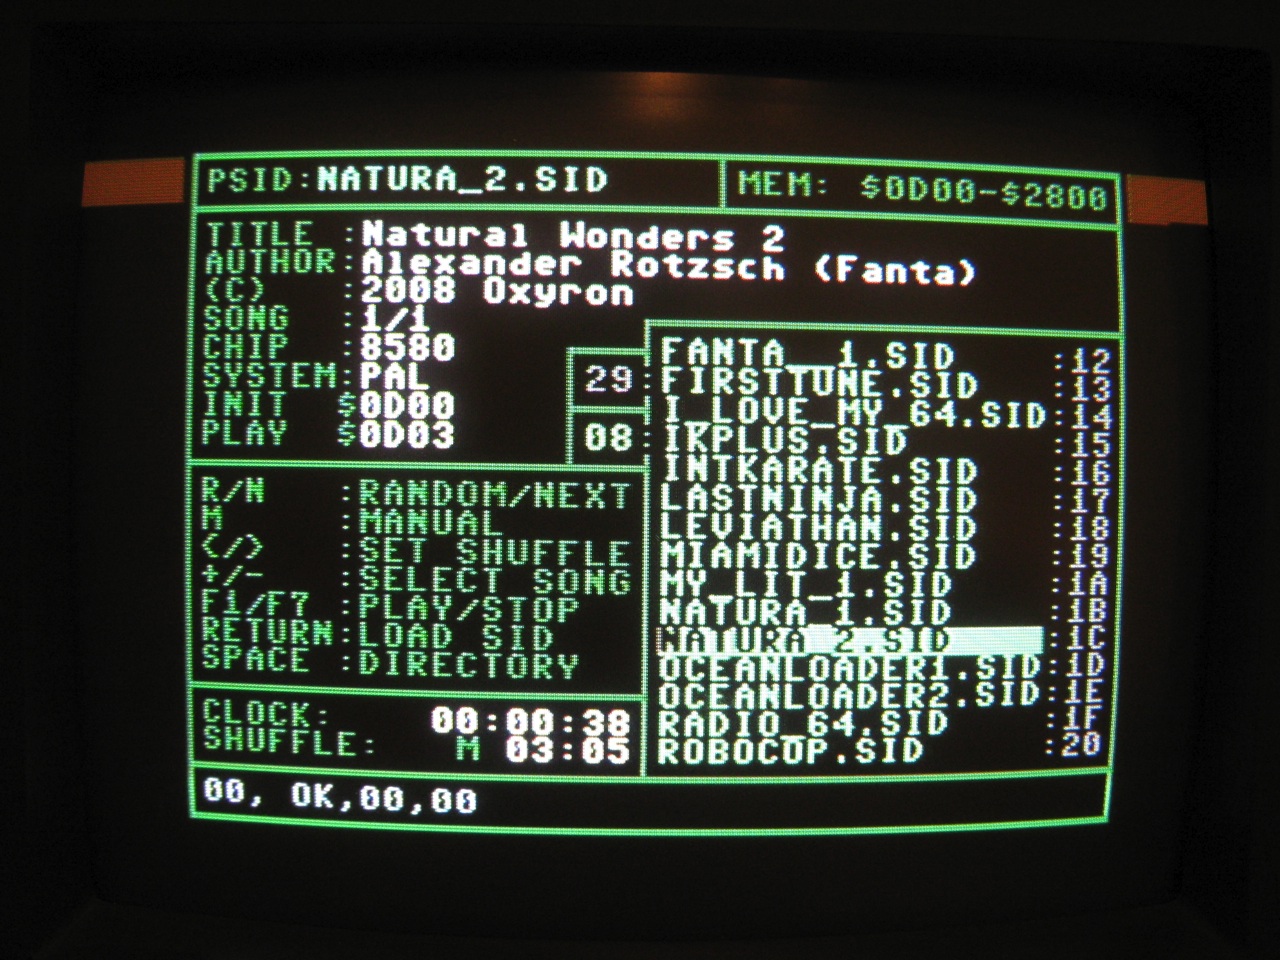 PSID:NATURA_2.SID
MEM: $0D00-$2800
TITLE :Natural Wonders 2
AUTHOR:Alexander Rotzsch (Fanta)
(C) :2008 Oxyron
SONG :1/1
CHIP :8580
SYSTEM:PAL
INIT $0D00
PLAY $0D03
29:
08:
R/N :RANDOM/NEXT
M :MANUAL
</> :SET SHUFFLE
+/- :SELECT SONG
F1/F7 :PLAY/STOP
RETURN:LOAD SID
SPACE :DIRECTORY
CLOCK: 00:00:38
SHUFFLE: M 03:05
FANTA__1.SID :12
FIRSTTUNE.SID :13
I_LOVE_MY_64.SID:14
IKPLUS.SID :15
INTKARATE.SID :16
LASTNINJA.SID :17
LEVIATHAN.SID :18
MIAMIDICE.SID :19
MY_LIT_1.SID :1A
NATURA_1.SID :1B
NATURA_2.SID :1C
OCEANLOADER1.SID:1D
OCEANLOADER2.SID:1E
RADIO_64.SID :1F
ROBOCOP.SID :20
00, OK,00,00